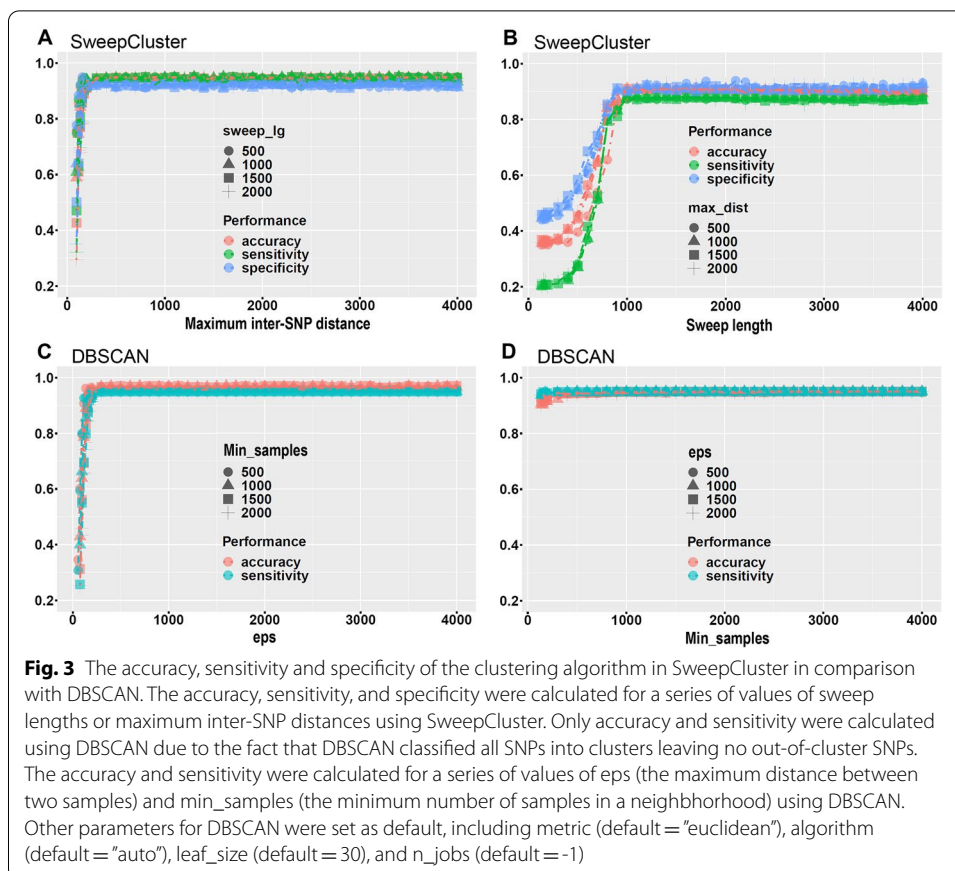 A SweepCluster
1.0
0.8
0.6
0.4
0.2
sweep_lg
500
1000
1500
2000
Performance
accuracy
sensitivity
specificity
0 1000 2000 3000 4000
Maximum inter-SNP distance
B SweepCluster
1.0
0.8
0.6
0.4
0.2
Performance
accuracy
sensitivity
specificity
max_dist
500
1000
1500
2000
0 1000 2000 3000 4000
Sweep length
C DBSCAN
1.0
0.8
0.6
0.4
0.2
Min_samples
500
1000
1500
2000
Performance
accuracy
sensitivity
0 1000 2000 3000 4000
eps
D DBSCAN
1.0
0.8
0.6
0.4
0.2
eps
500
1000
1500
2000
Performance
accuracy
sensitivity
0 1000 2000 3000 4000
Min_samples
Fig. 3 The accuracy, sensitivity and specificity of the clustering algorithm in SweepCluster in comparison
with DBSCAN. The accuracy, sensitivity, and specificity were calculated for a series of values of sweep
lengths or maximum inter-SNP distances using SweepCluster. Only accuracy and sensitivity were calculated
using DBSCAN due to the fact that DBSCAN classified all SNPs into clusters leaving no out-of-cluster SNPs.
The accuracy and sensitivity were calculated for a series of values of eps (the maximum distance between
two samples) and min_samples (the minimum number of samples in a neighbhorhood) using DBSCAN.
Other parameters for DBSCAN were set as default, including metric (default = "euclidean"), algorithm
(default = "auto"), leaf_size (default = 30), and n_jobs (default = -1)